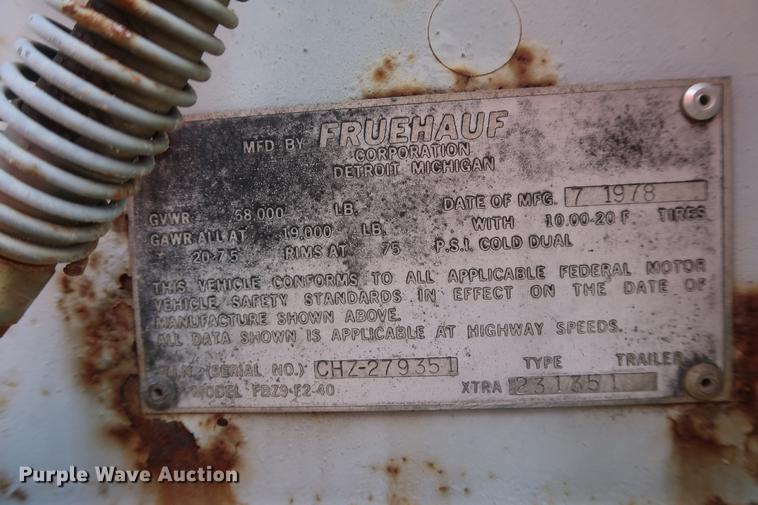 MFD BY FRUEHAUF
CORPORATION
DETROIT MICHIGAN
GVWR 58,000 LB. DATE OF MFG. 7 1978
GAWR ALL AT 19,000 LB. WITH 10.00-20 F TIRES
20×7.5 RIMS AT 75 P.S.I. COLD DUAL
THIS VEHICLE CONFORMS TO ALL APPLICABLE FEDERAL MOTOR
VEHICLE SAFETY STANDARDS IN EFFECT ON THE DATE OF
MANUFACTURE SHOWN ABOVE.
ALL DATA SHOWN IS APPLICABLE AT HIGHWAY SPEEDS.
V.I.N. (SERIAL NO.) CHZ-279351 TYPE TRAILER
MODEL FBZ9-F2-40 XTRA 231351
Purple Wave Auction